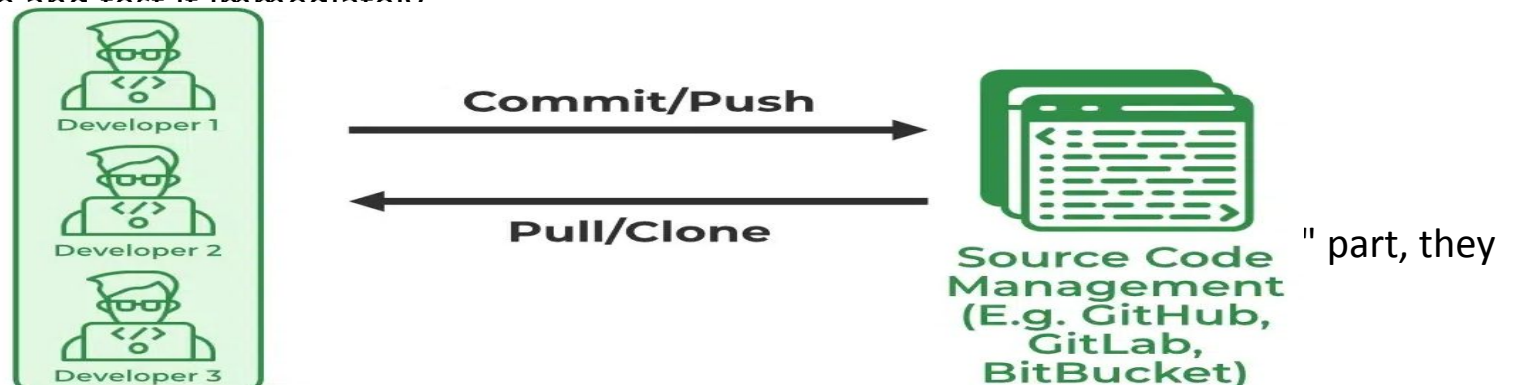 Developer 1
Developer 2
Developer 3
Commit/Push
Pull/Clone
Source Code
Management
(E.g. GitHub,
GitLab,
BitBucket)
" part, they